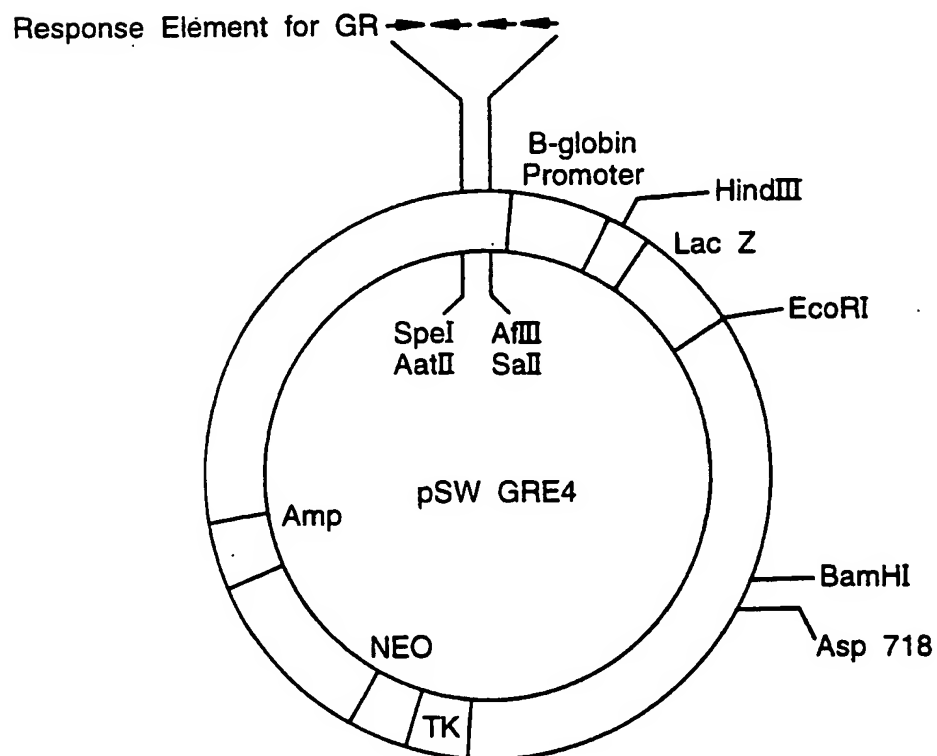 Response Element for GR
B-globin
Promoter
HindIII
Lac Z
EcoRI
SpeI
AflII
AatII
SalI
pSW GRE4
Amp
BamHI
Asp 718
NEO
TK